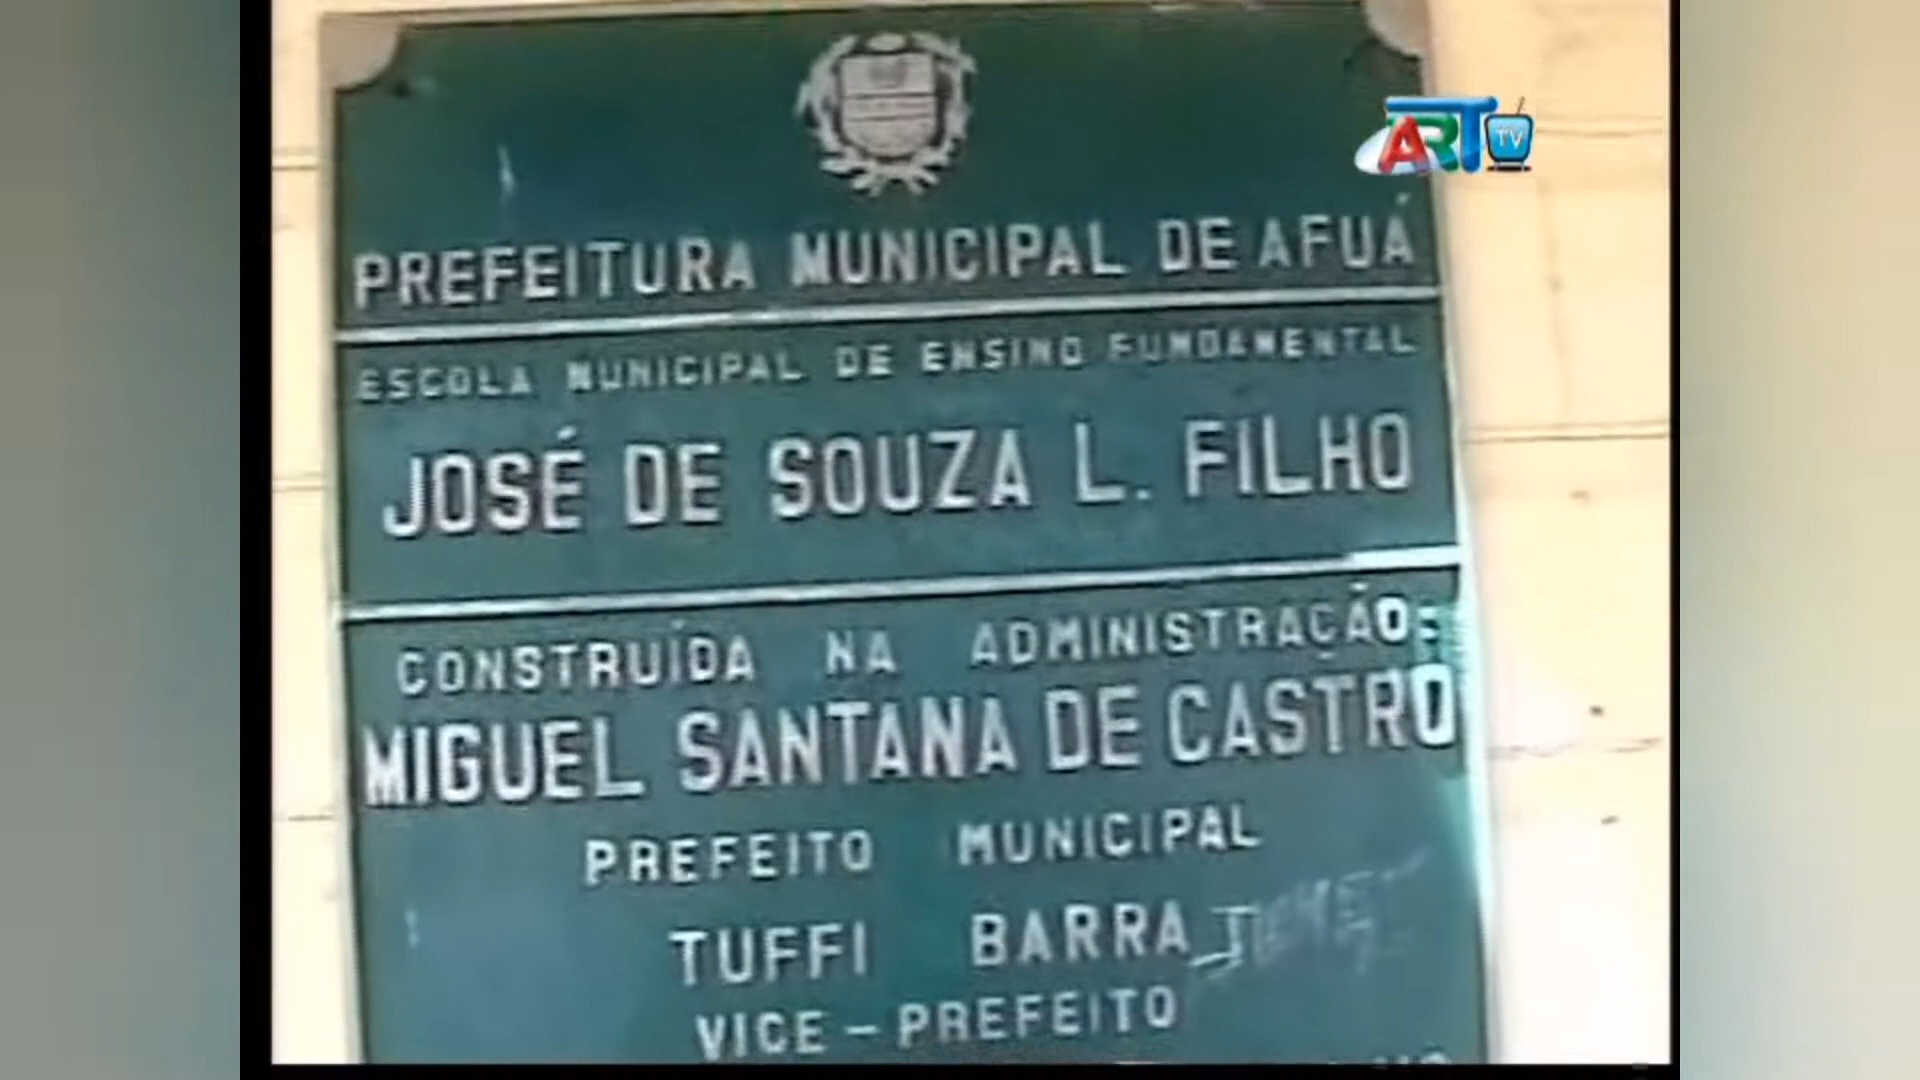 ART TV
PREFEITURA MUNICIPAL DE AFUÁ
ESCOLA MUNICIPAL DE ENSINO FUNDAMENTAL
JOSÉ DE SOUZA L. FILHO
CONSTRUÍDA NA ADMINISTRAÇÃO:
MIGUEL SANTANA DE CASTRO
PREFEITO MUNICIPAL
TUFFI BARRA
VICE-PREFEITO